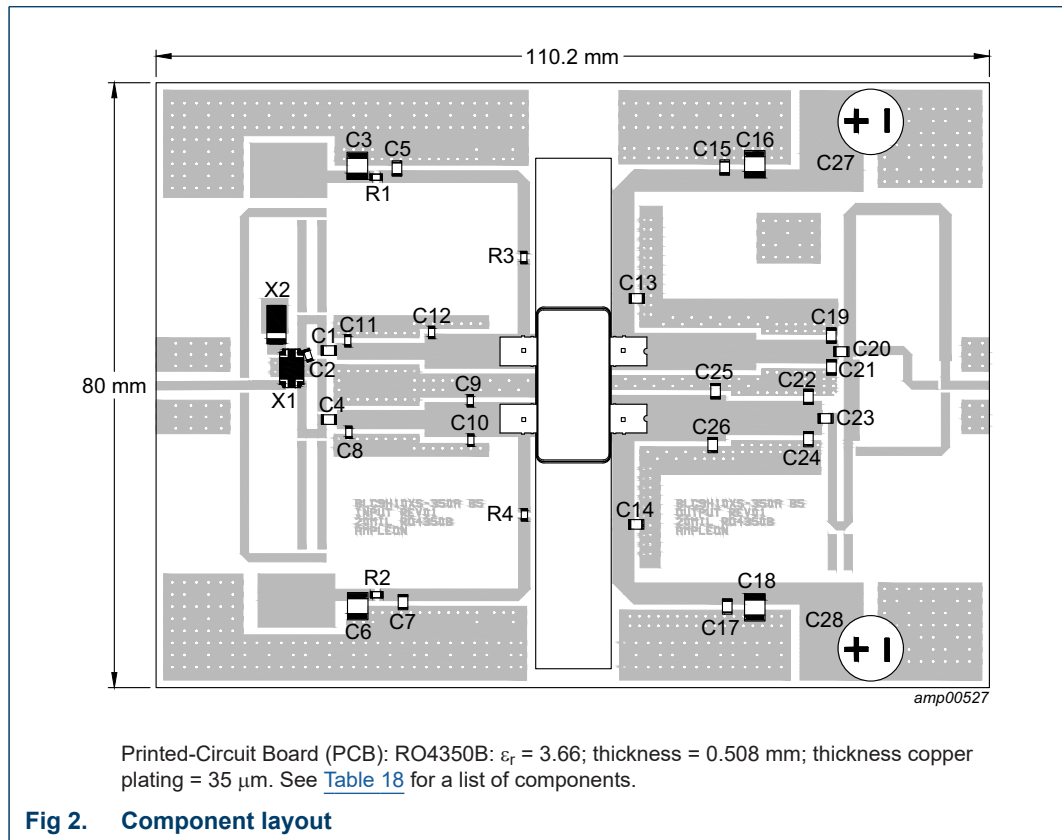 110.2 mm
80 mm
C3
C5
R1
C15
C16
C27
R3
X2
C13
C12
C11
C1
C2
X1
C19
C20
C21
C9
C25
C22
C4
C23
C8
C10
C26
C24
BLC9H10XS-350A B5
INPUT REV01
20MIL RO4350B
AMPLEON
BLC9H10XS-350A B5
OUTPUT REV01
20MIL RO4350B
AMPLEON
R4
C14
R2
C6
C7
C17
C18
C28
amp00527
Printed-Circuit Board (PCB): RO4350B: εr = 3.66; thickness = 0.508 mm; thickness copper
plating = 35 μm. See Table 18 for a list of components.
Fig 2. Component layout